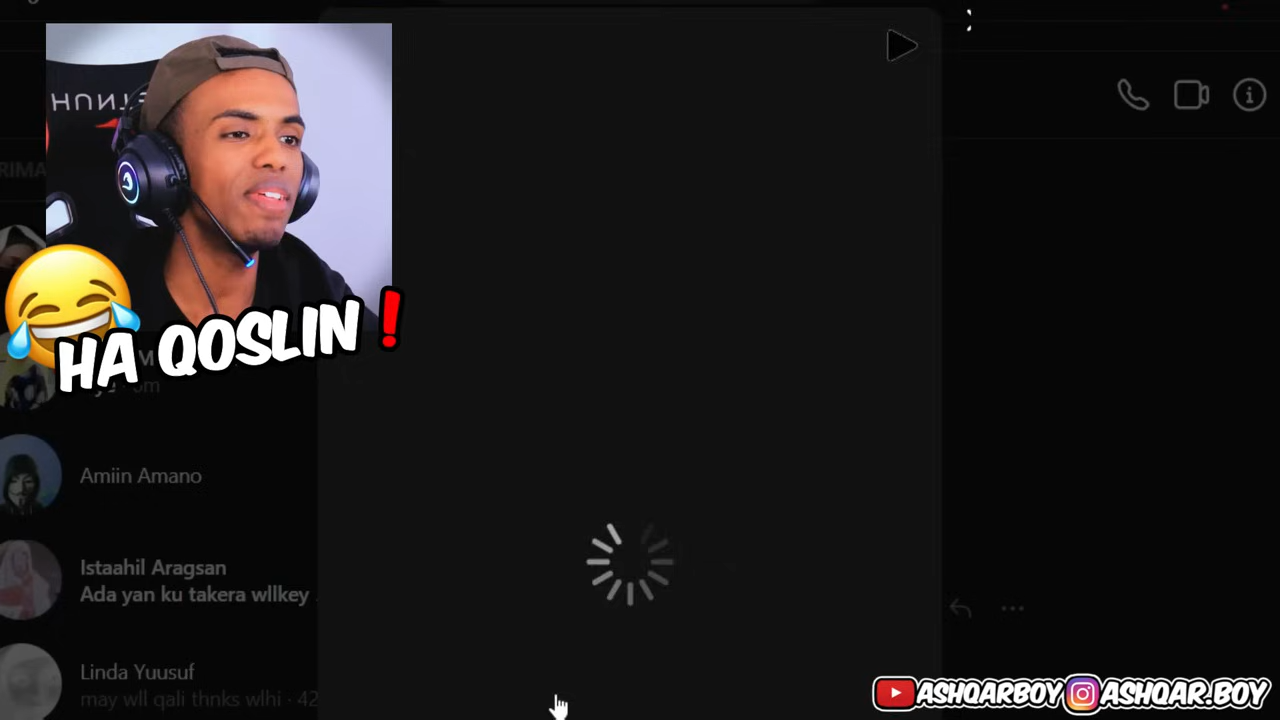 HA QOSLIN!
Amiin Amano
Istaahil Aragsan
Ada yan ku takera wllkey
Linda Yuusuf
may wll qali thnks wlhi · 42
ASHQARBOY ASHQAR.BOY